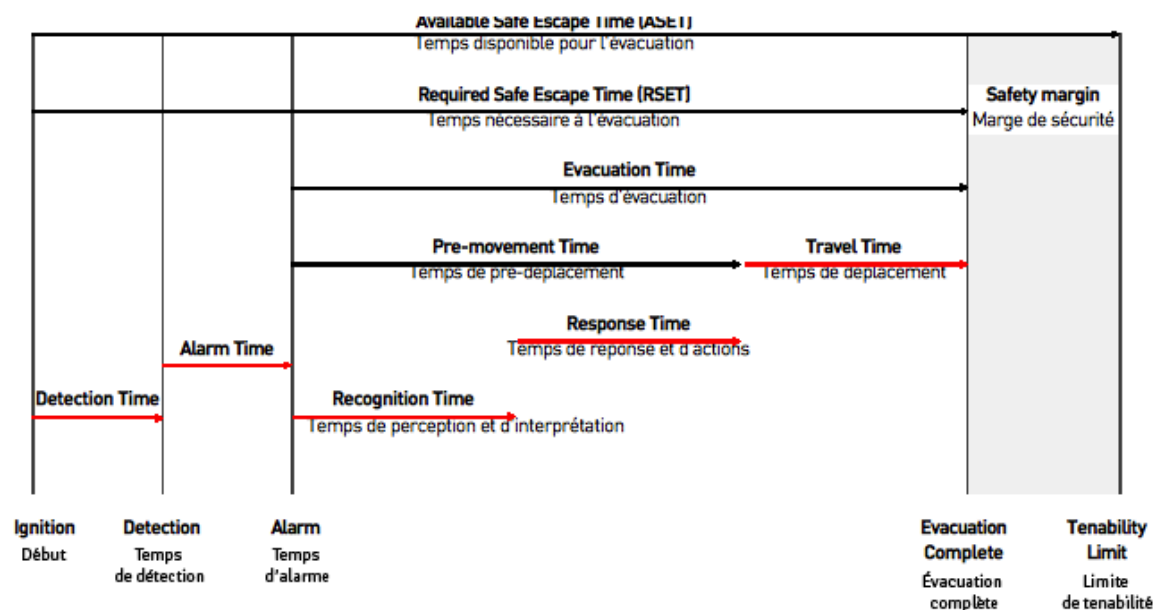 Available Safe Escape Time (ASET)
Temps disponible pour l'évacuation
Required Safe Escape Time (RSET)
Temps nécessaire à l'évacuation
Safety margin
Marge de sécurité
Evacuation Time
Temps d'évacuation
Pre-movement Time
Temps de pré-déplacement
Travel Time
Temps de déplacement
Response Time
Temps de réponse et d'actions
Alarm Time
Detection Time
Recognition Time
Temps de perception et d'interprétation
Ignition
Début
Detection
Temps
de détection
Alarm
Temps
d'alarme
Evacuation
Complete
Évacuation
complète
Tenability
Limit
Limite
de tenabilité